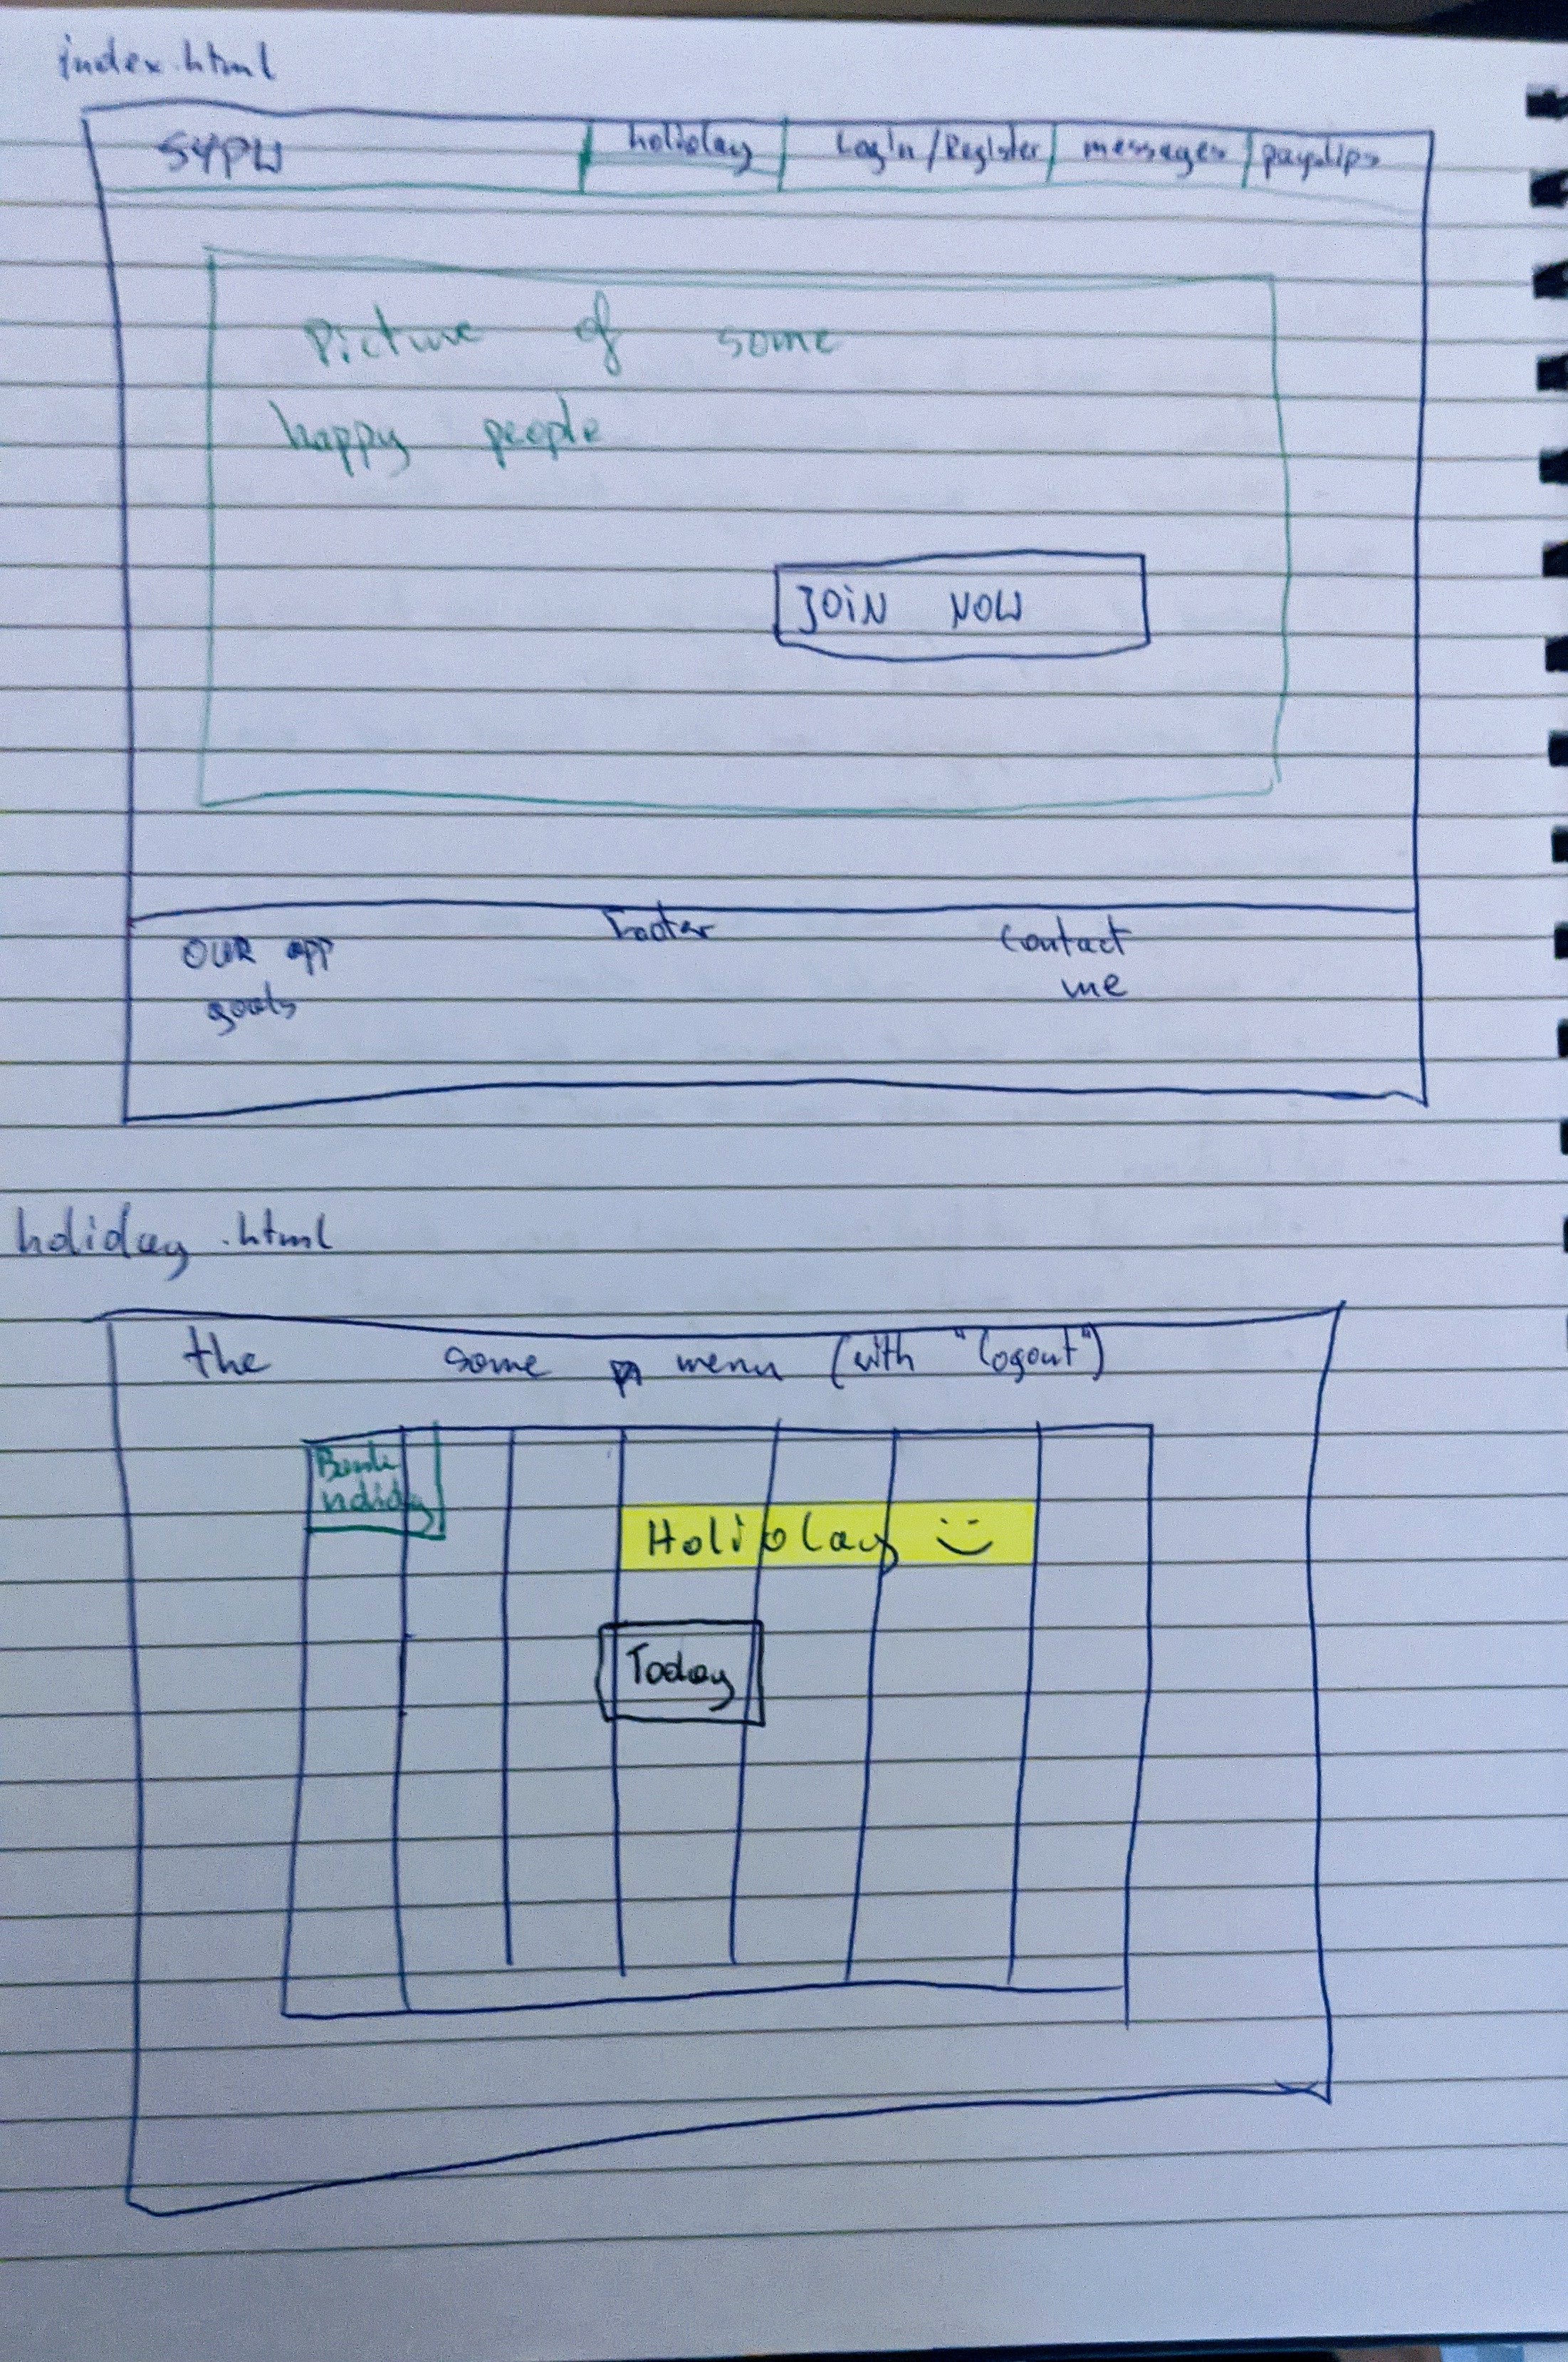 index.html
SYPW holiday Login/Register messages payslips
Picture of some
happy people
JOIN NOW
Footer
OUR app contact
goals me
holiday.html
the same menu (with "logout")
Bank
holiday
Holiday :)
Today